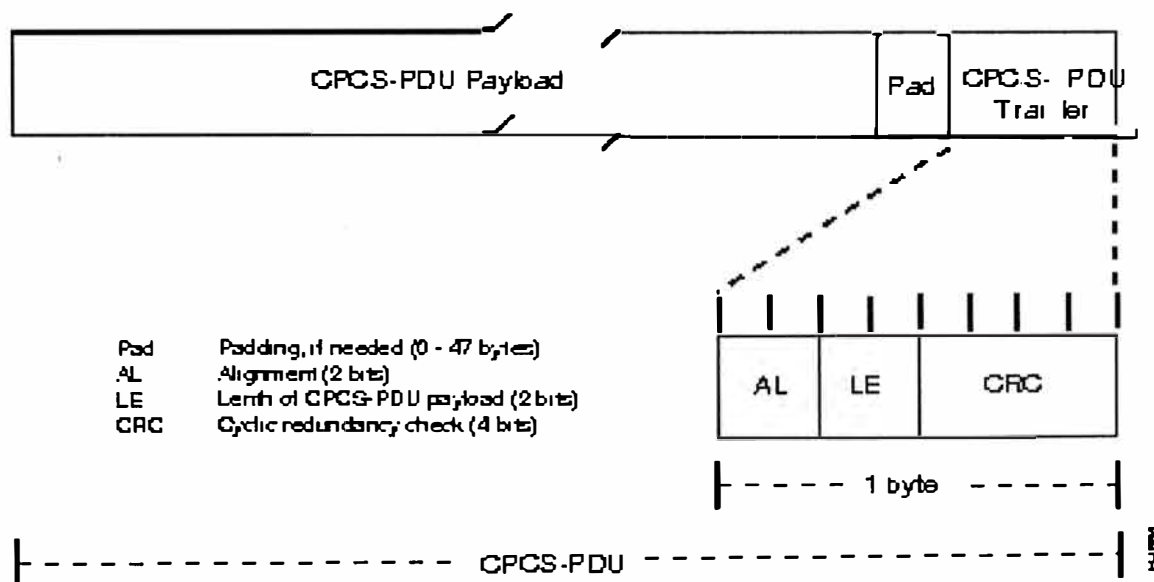 CPCS-PDU Payload
Pad
CPCS- PDU
Trailer
Pad Padding, if needed (0 - 47 bytes)
AL Alignment (2 bits)
LE Lenth of CPCS-PDU payload (2 bits)
CRC Cyclic redundancy check (4 bits)
AL LE CRC
1 byte
CPCS-PDU